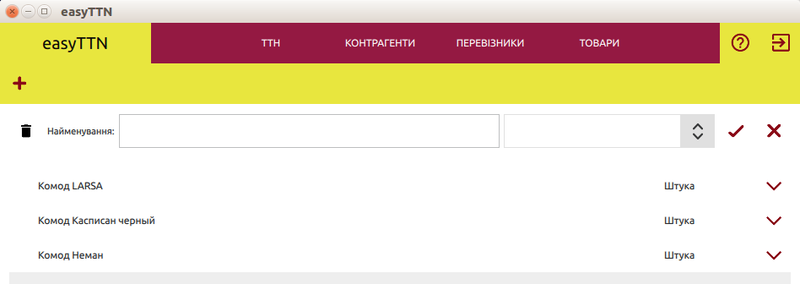 easyTTN
easyTTN ТТН КОНТРАГЕНТИ ПЕРЕВІЗНИКИ ТОВАРИ
Найменування:
Комод LARSA Штука
Комод Касписан черный Штука
Комод Неман Штука